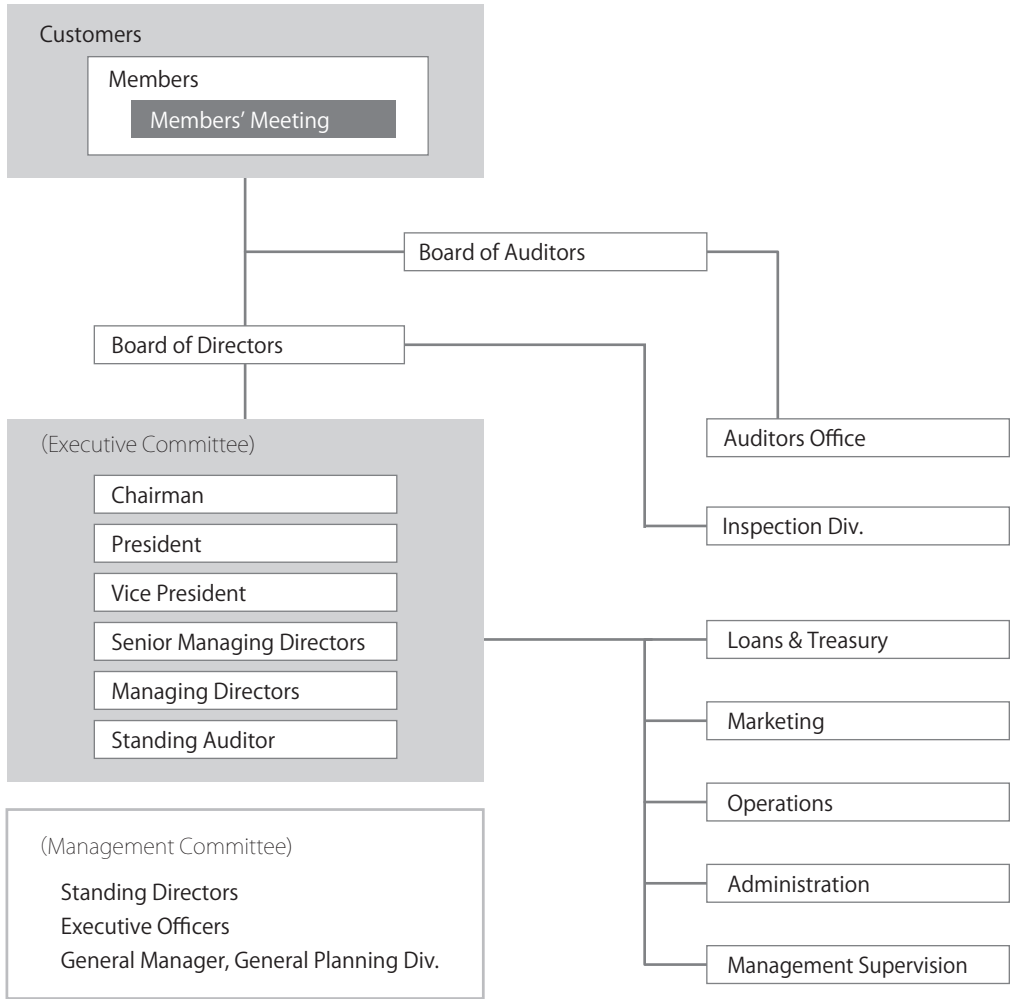 Customers
Members
Members’ Meeting
Board of Auditors
Board of Directors
(Executive Committee)
Chairman
President
Vice President
Senior Managing Directors
Managing Directors
Standing Auditor
Auditors Office
Inspection Div.
Loans & Treasury
Marketing
Operations
Administration
Management Supervision
(Management Committee)
Standing Directors
Executive Officers
General Manager, General Planning Div.